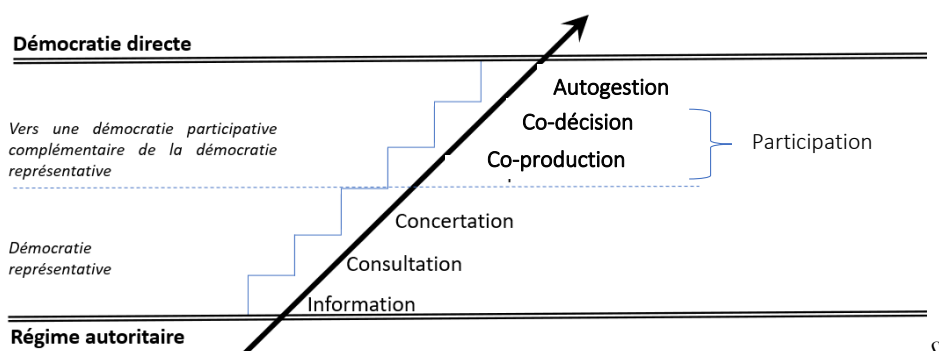 Démocratie directe
Autogestion
Vers une démocratie participative
complémentaire de la démocratie
représentative
Co-décision
Co-production
Participation
Concertation
Démocratie
représentative
Consultation
Information
Régime autoritaire